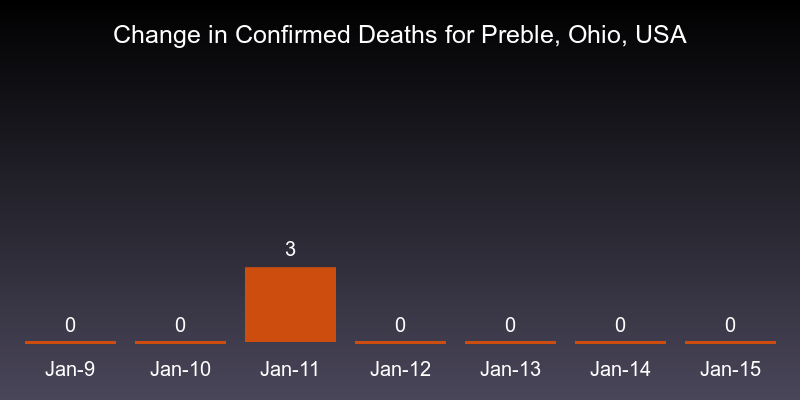 Change in Confirmed Deaths for Preble, Ohio, USA
3
0 0 0 0 0 0
Jan-9 Jan-10 Jan-11 Jan-12 Jan-13 Jan-14 Jan-15